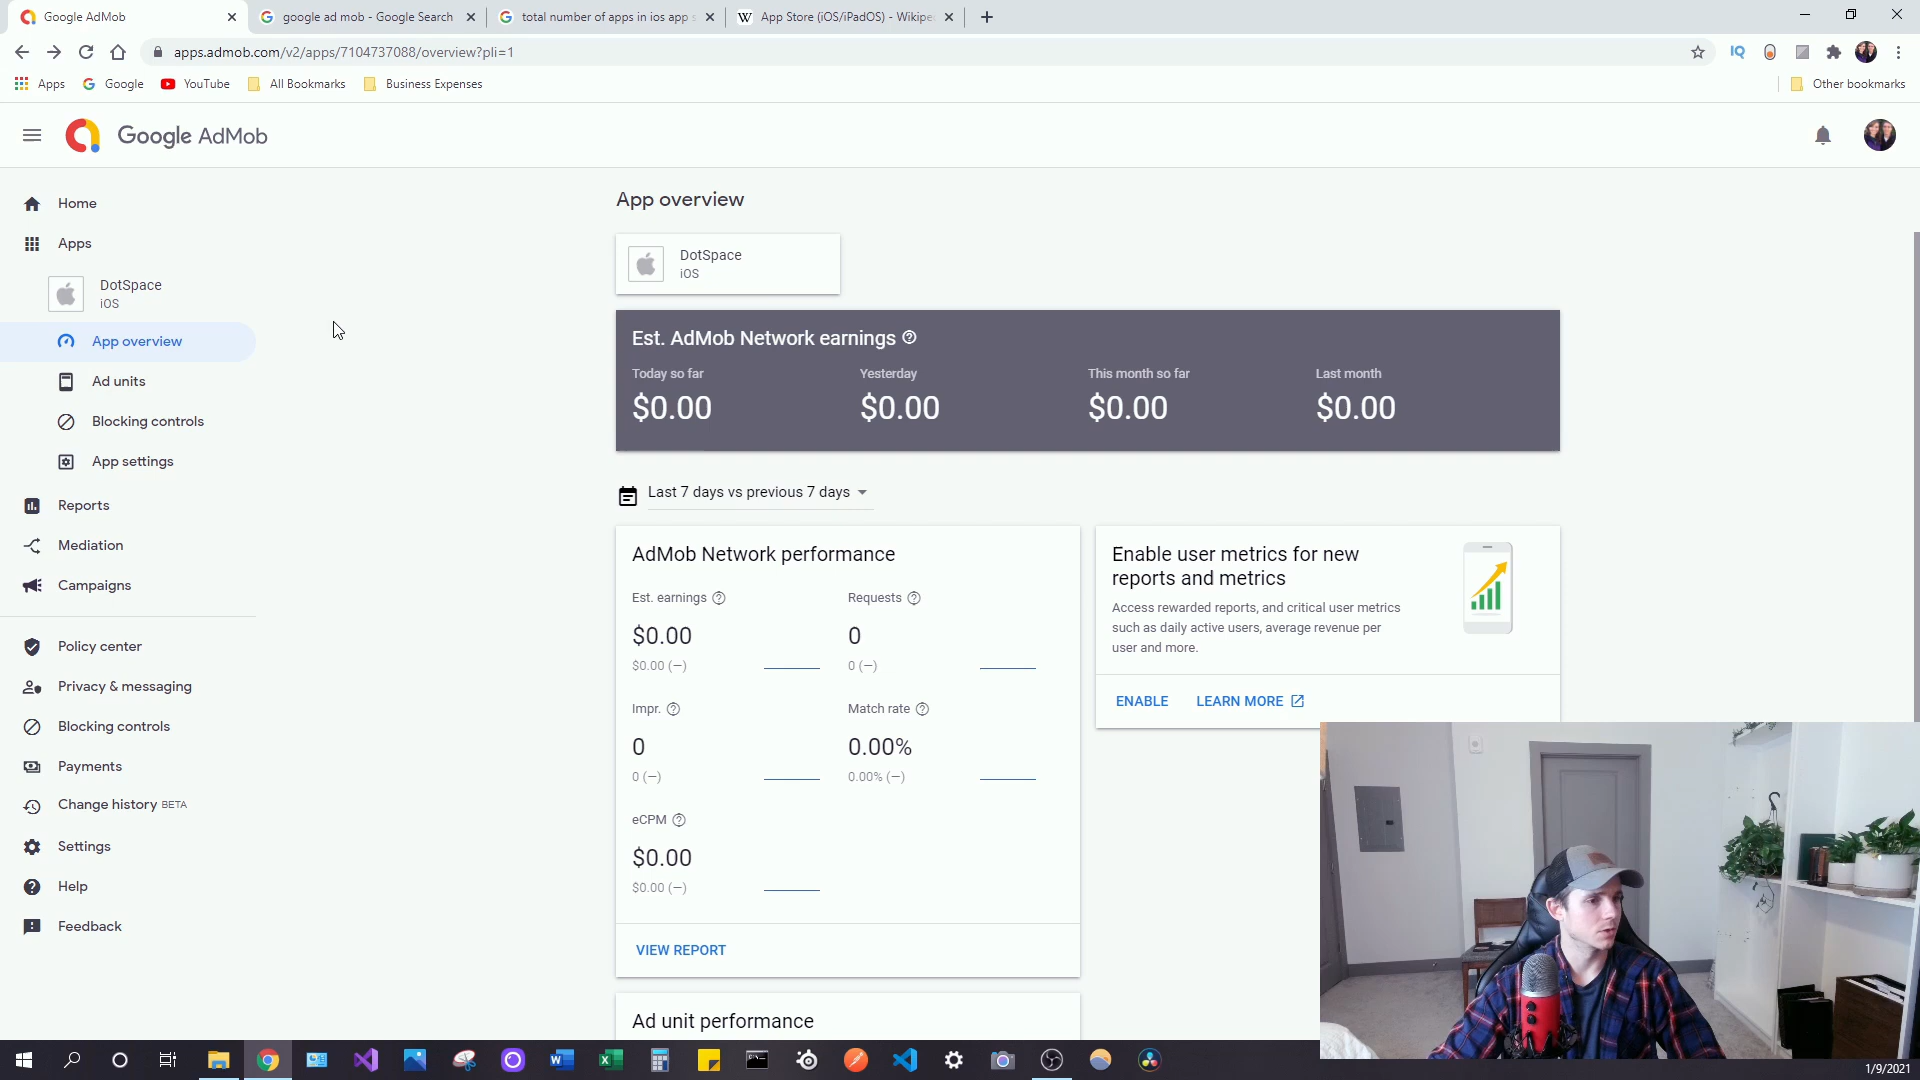 Google AdMob
google ad mob - Google Search
total number of apps in ios app s
App Store (iOS/iPadOS) - Wikipe
apps.admob.com/v2/apps/7104737088/overview?pli=1
Apps
Google
YouTube
All Bookmarks
Business Expenses
Other bookmarks
Google AdMob
Home
Apps
DotSpace
iOS
App overview
Ad units
Blocking controls
App settings
Reports
Mediation
Campaigns
Policy center
Privacy & messaging
Blocking controls
Payments
Change history BETA
Settings
Help
Feedback
App overview
DotSpace
iOS
Est. AdMob Network earnings
Today so far
$0.00
Yesterday
$0.00
This month so far
$0.00
Last month
$0.00
Last 7 days vs previous 7 days
AdMob Network performance
Est. earnings
$0.00
$0.00 (—)
Requests
0
0 (—)
Impr.
0
0 (—)
Match rate
0.00%
0.00% (—)
eCPM
$0.00
$0.00 (—)
VIEW REPORT
Ad unit performance
Enable user metrics for new
reports and metrics
Access rewarded reports, and critical user metrics
such as daily active users, average revenue per
user and more.
ENABLE
LEARN MORE
1/9/2021